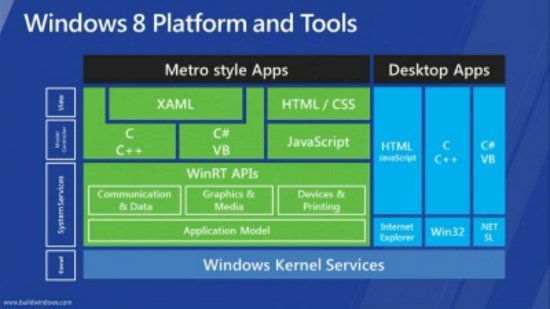 Windows 8 Platform and Tools
Metro style Apps
Desktop Apps
View
XAML
HTML / CSS
Model
Controller
C
C++
C#
VB
JavaScript
HTML
JavaScript
C
C++
C#
VB
System Services
WinRT APIs
Communication
& Data
Graphics &
Media
Devices &
Printing
Application Model
Internet
Explorer
Win32
.NET
SL
Kernel
Windows Kernel Services
www.buildwindows.com